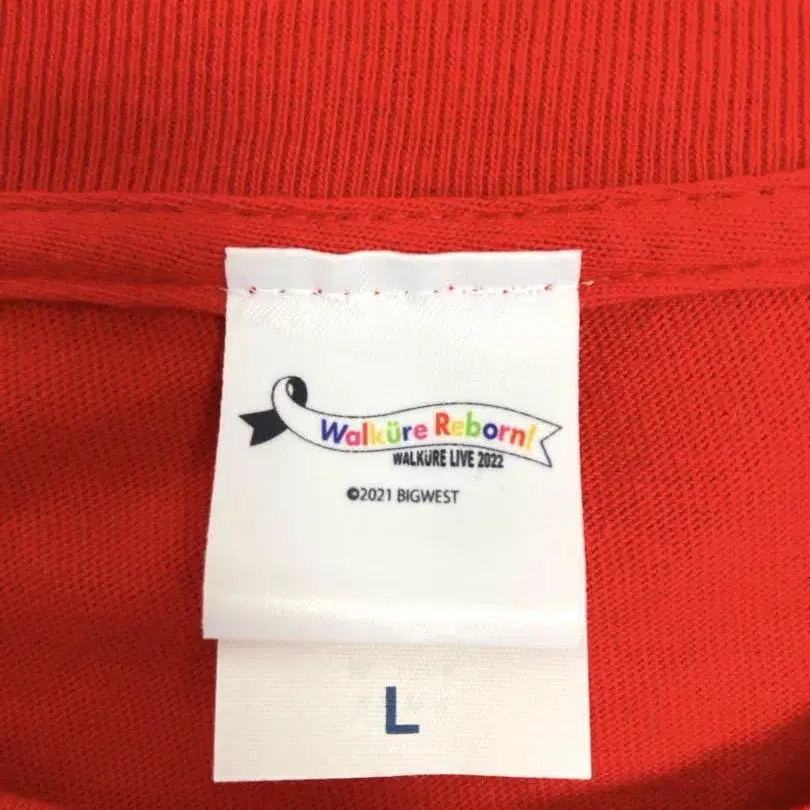 Walküre Reborn!
WALKÜRE LIVE 2022
©2021 BIGWEST
L